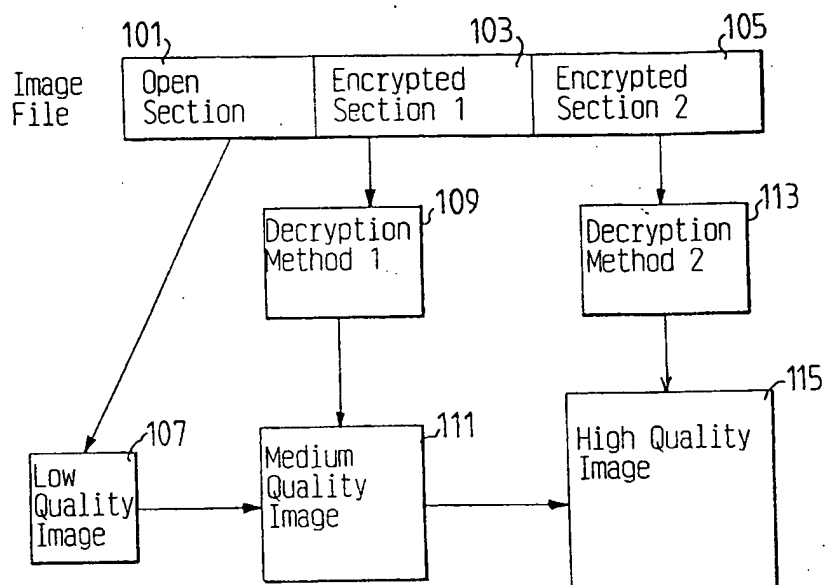 101
103
105
Image
File
Open
Section
Encrypted
Section 1
Encrypted
Section 2
109
113
Decryption
Method 1
Decryption
Method 2
107
111
115
Low
Quality
Image
Medium
Quality
Image
High Quality
Image